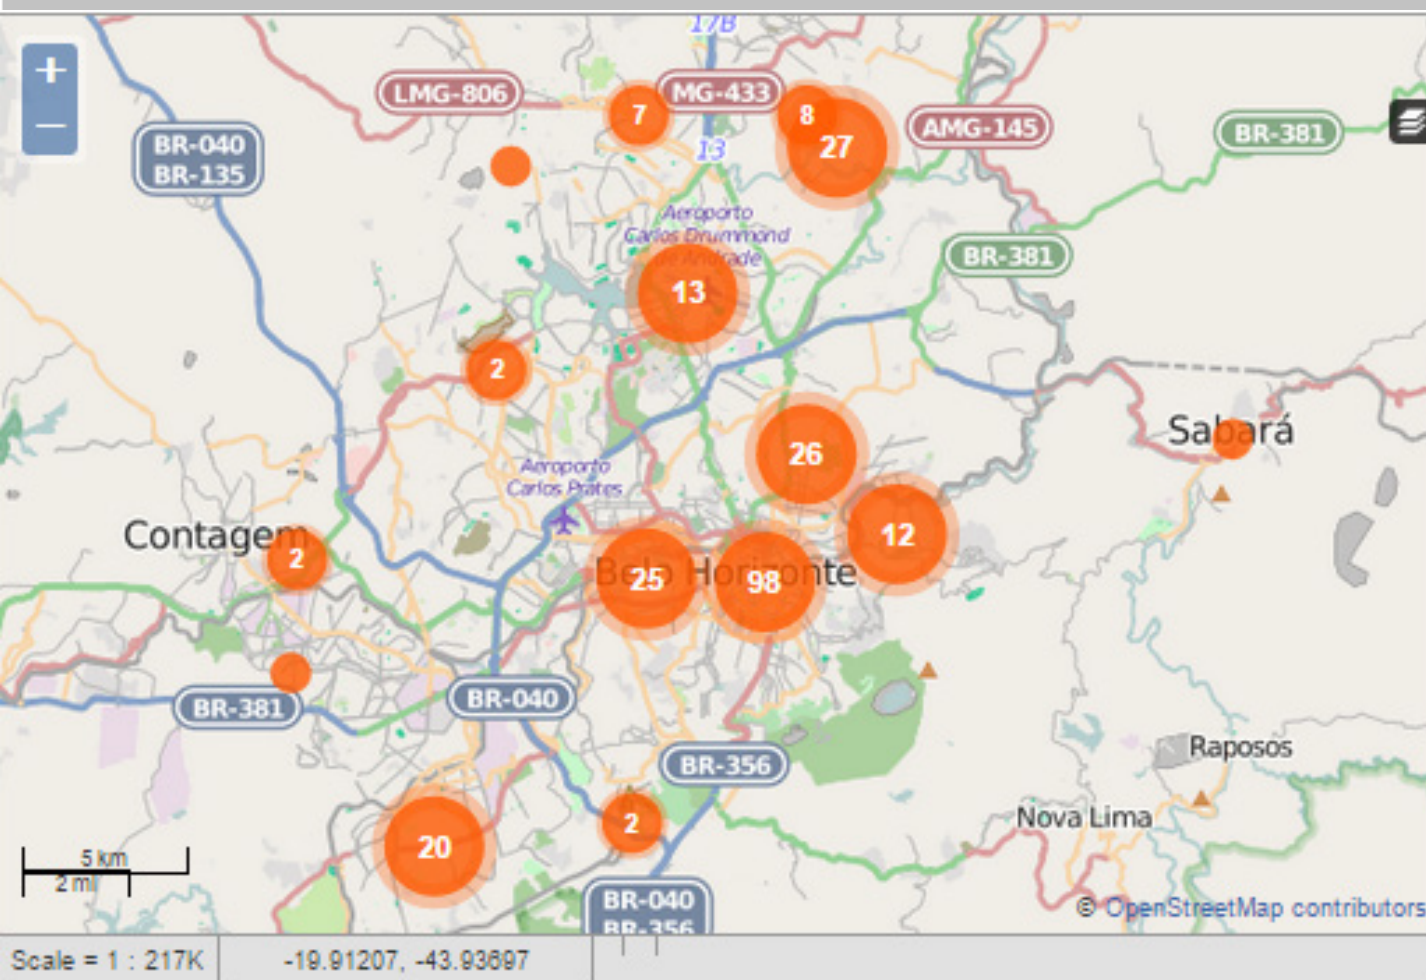 17B
+
LMG-806
MG-433
7
8
27
AMG-145
BR-381
−
BR-040
BR-135
13
Aeroporto
Carlos Drummond
de Andrade
BR-381
13
2
Sabará
26
Aeroporto
Carlos Prates
Contagem
2
12
Belo Horizonte
25
98
BR-381
BR-040
BR-356
Raposos
Nova Lima
2
20
5 km
2 mi
BR-040
BR-356
© OpenStreetMap contributors
Scale = 1 : 217K
-19.91207, -43.93697